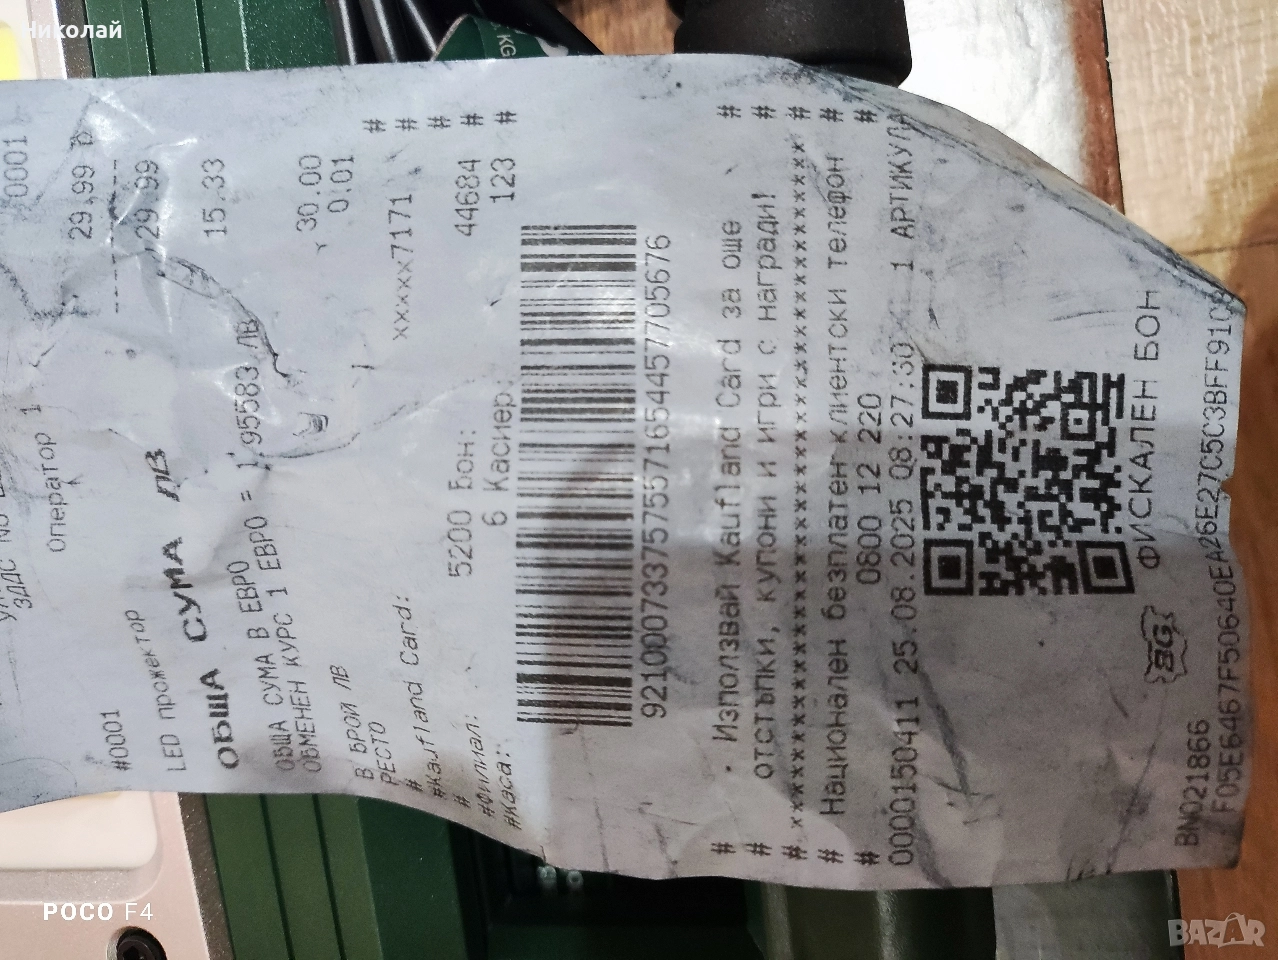 Николай
0001
ЗДДС
Оператор 1
#0001
29,99
LED прожектор 29,99
ОБЩА СУМА ЛВ
ОБЩА СУМА В ЕВРО 15.33
ОБМЕНЕН КУРС 1 ЕВРО = 1,95583 ЛВ
В БРОЙ ЛВ 30.00
РЕСТО 0.01
# #
#Kaufland Card: xxxxxx7171 #
# #
#Филиал: 5200 Бон: 44684 #
#Каса: 6 Касиер: 123 #
9210007337575571654457705676
# Използвай Kaufland Card за още #
# отстъпки, купони и игри с награди! #
# xxxxxxxxxxxxxxxxxxxxxxxxxxxxxxxxxx #
# Национален безплатен клиентски телефон #
# 0800 12 220 #
0000150411 25.08.2025 08:27:30 1 АРТИКУЛ
ФИСКАЛЕН БОН
BG
BN021866
POCO F4
BAZAR
KG